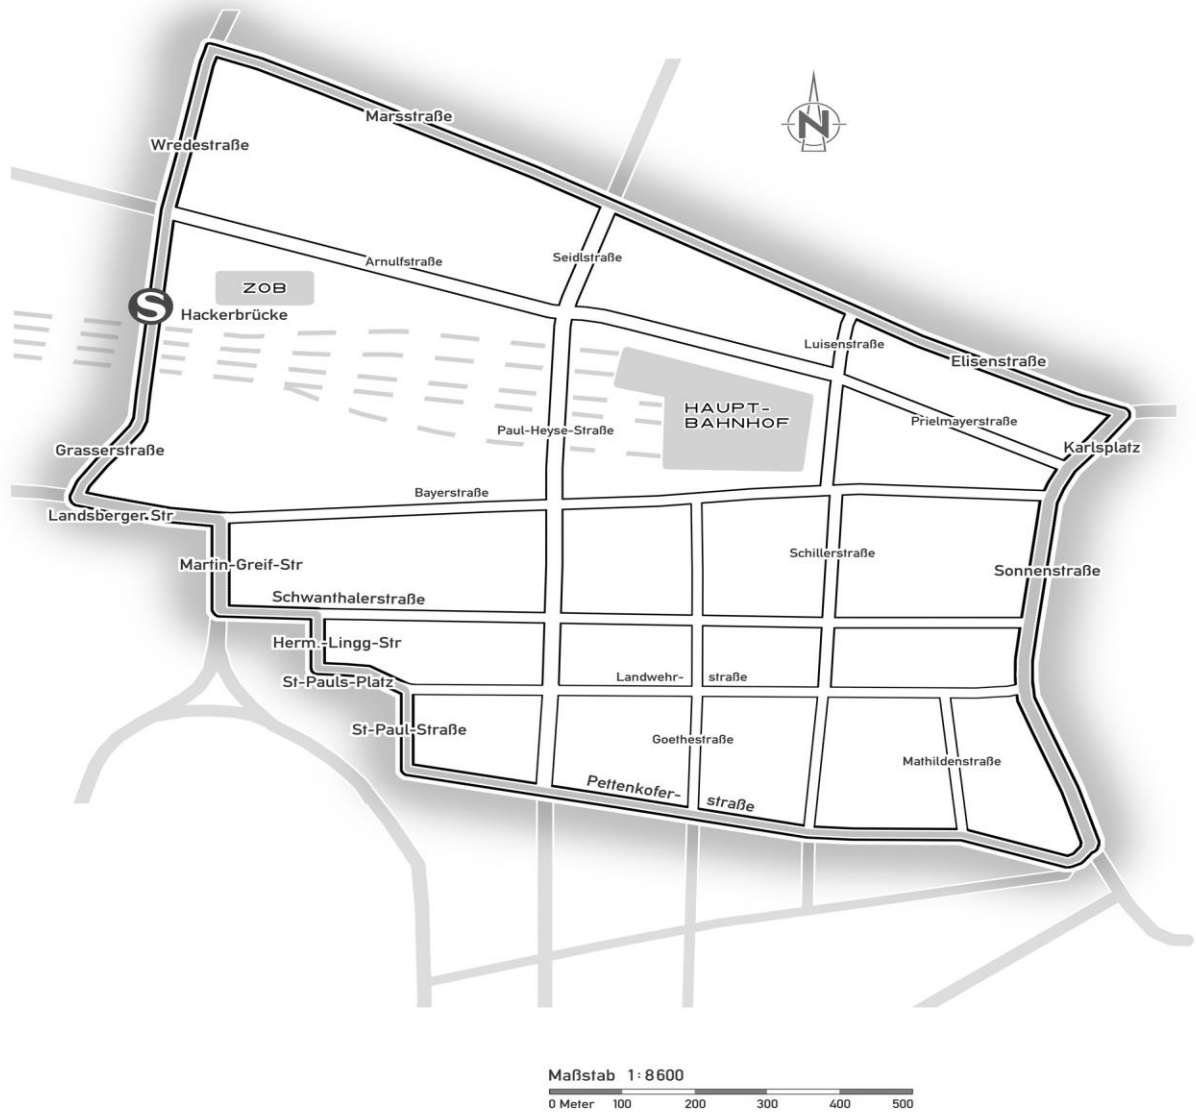 Marsstraße
Wredestraße
N
Arnulfstraße
Seidlstraße
ZOB
S
Hackerbrücke
Luisenstraße
Elisenstraße
HAUPT-
BAHNHOF
Prielmayerstraße
Paul-Heyse-Straße
Karlsplatz
Grasserstraße
Bayerstraße
Landsberger.Str
Schillerstraße
Martin-Greif-Str
Sonnenstraße
Schwanthalerstraße
Herm.-Lingg-Str
Landwehr- straße
St-Pauls-Platz
St-Paul-Straße
Goethestraße
Mathildenstraße
Pettenkofer- straße
Maßstab 1:8600
0 Meter 100 200 300 400 500